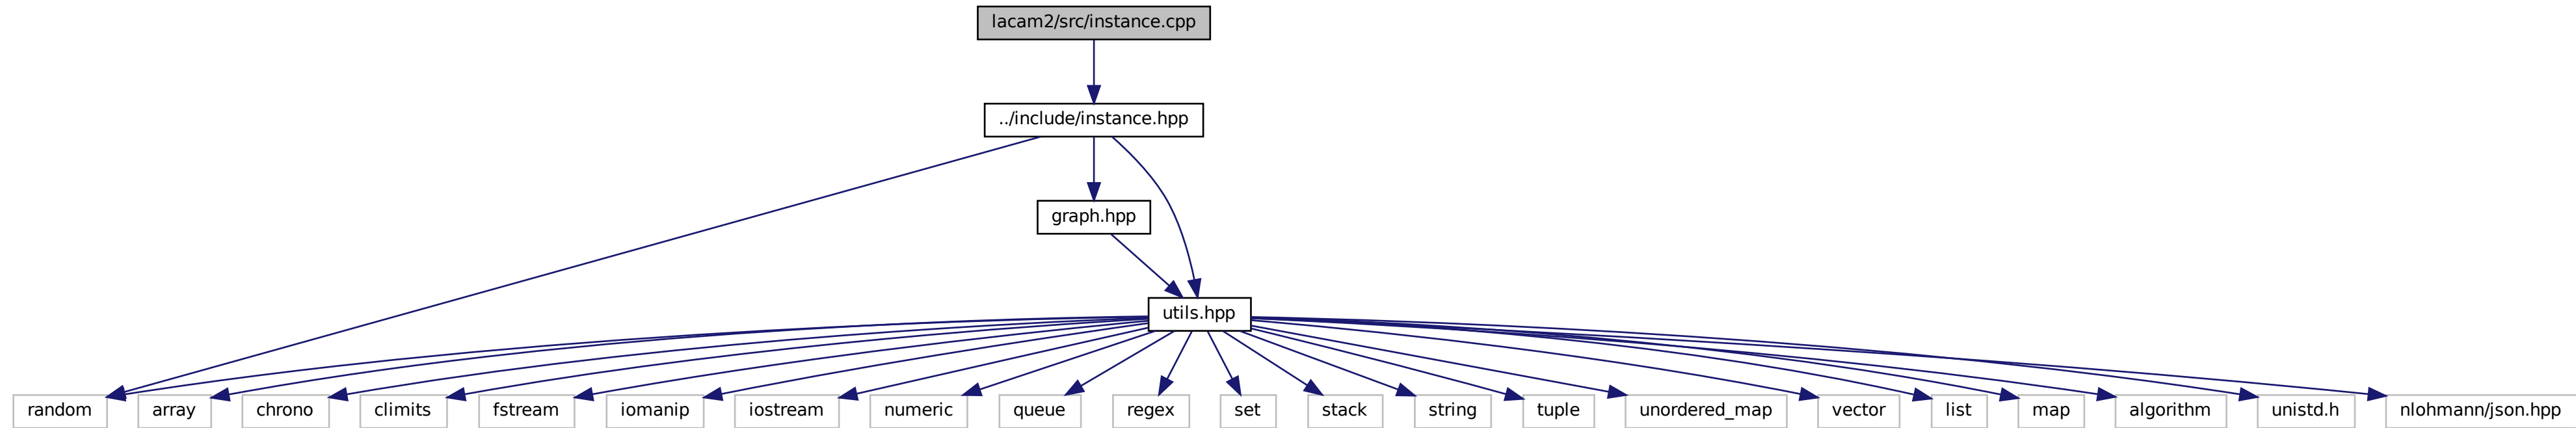 lacam2/src/instance.cpp
../include/instance.hpp
graph.hpp
utils.hpp
random
array
chrono
climits
fstream
iomanip
iostream
numeric
queue
regex
set
stack
string
tuple
unordered_map
vector
list
map
algorithm
unistd.h
nlohmann/json.hpp